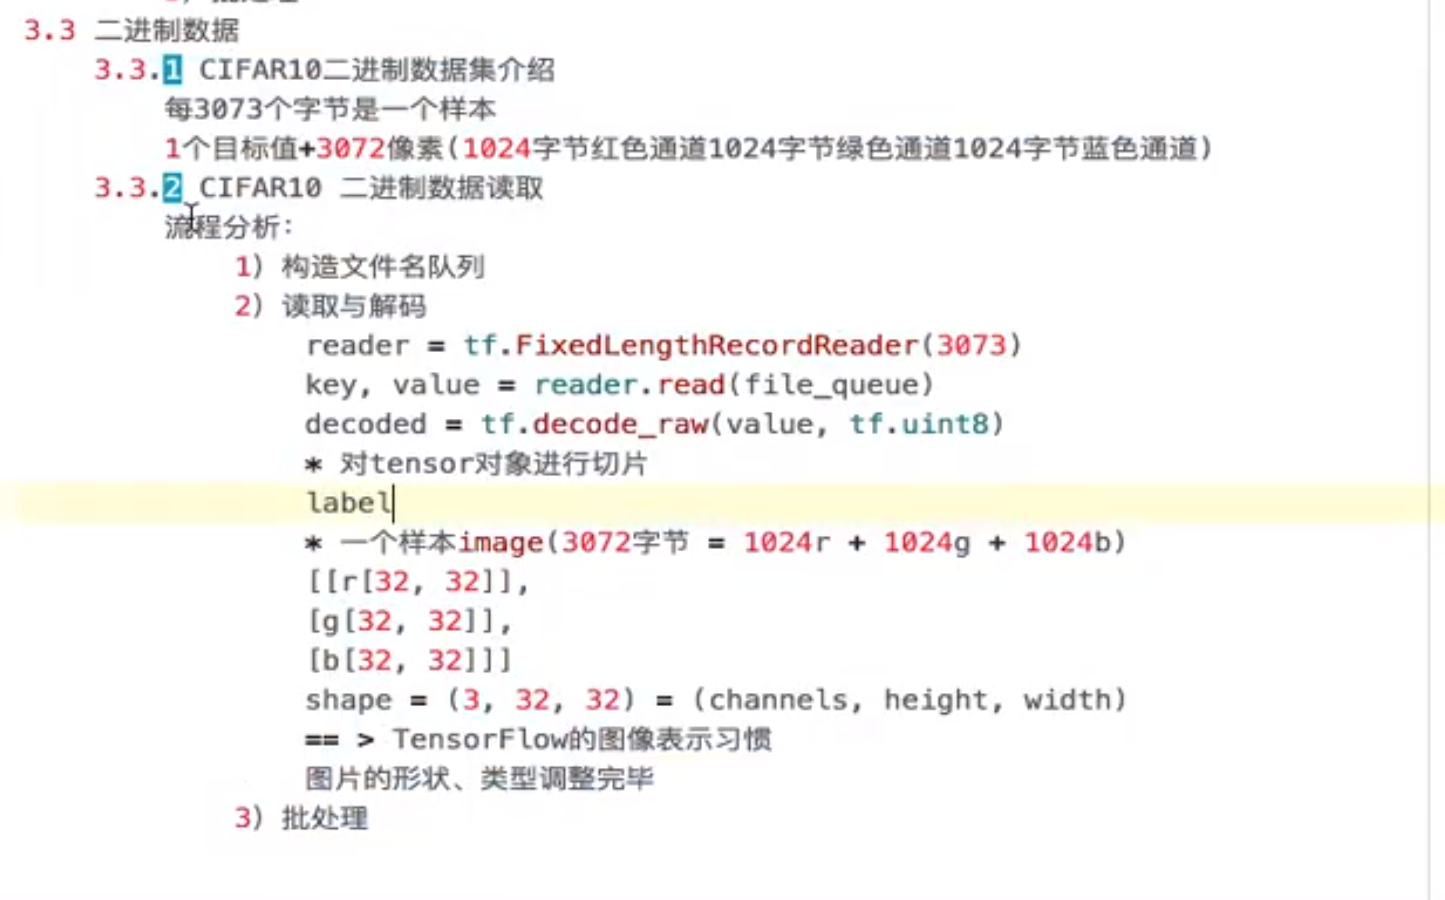 3.3 二进制数据
3.3.1 CIFAR10二进制数据集介绍
每3073个字节是一个样本
1个目标值+3072像素(1024字节红色通道1024字节绿色通道1024字节蓝色通道)
3.3.2 CIFAR10 二进制数据读取
流程分析:
1) 构造文件名队列
2) 读取与解码
reader = tf.FixedLengthRecordReader(3073)
key, value = reader.read(file_queue)
decoded = tf.decode_raw(value, tf.uint8)
* 对tensor对象进行切片
label
* 一个样本image(3072字节 = 1024r + 1024g + 1024b)
[[r[32, 32]],
[g[32, 32]],
[b[32, 32]]]
shape = (3, 32, 32) = (channels, height, width)
== > TensorFlow的图像表示习惯
图片的形状、类型调整完毕
3) 批处理